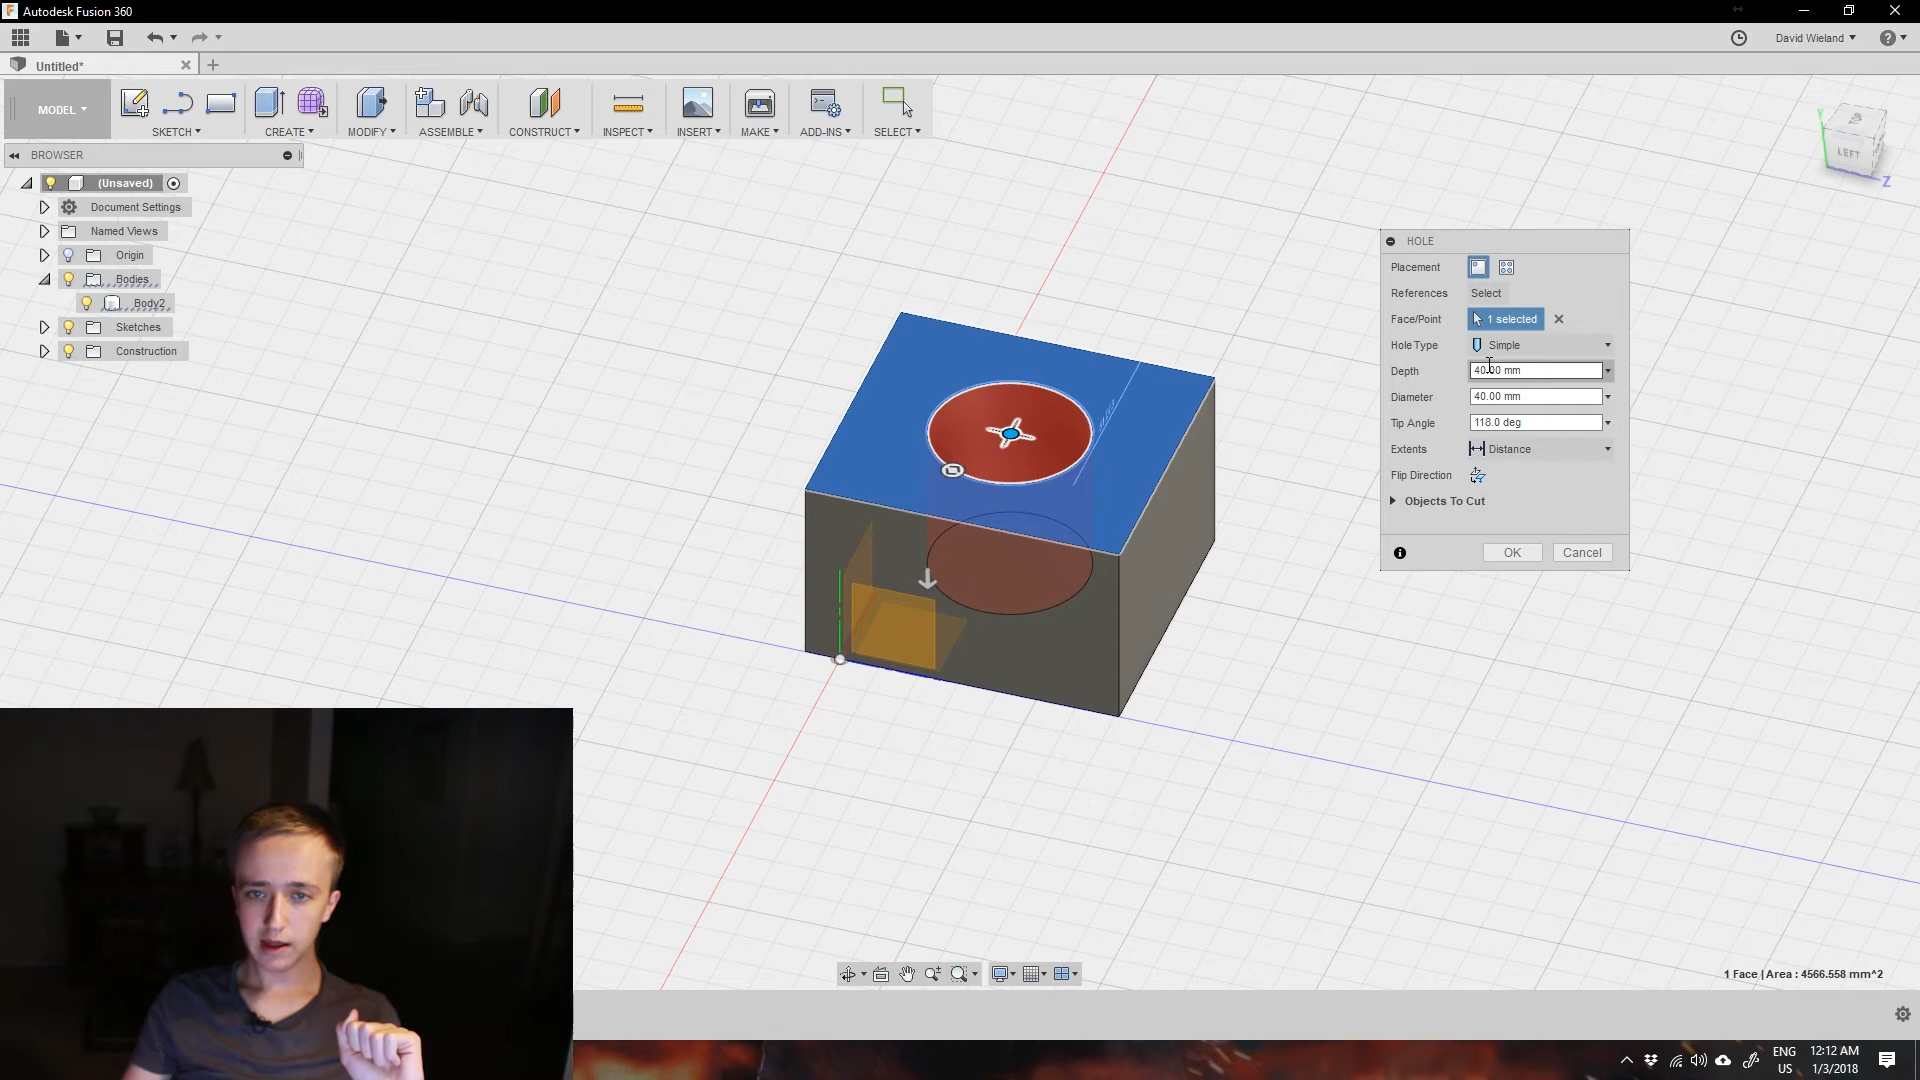 Autodesk Fusion 360
David Wieland
Untitled*
MODEL
SKETCH
CREATE
MODIFY
ASSEMBLE
CONSTRUCT
INSPECT
INSERT
MAKE
ADD-INS
SELECT
BROWSER
(Unsaved)
Document Settings
Named Views
Origin
Bodies
Body2
Sketches
Construction
LEFT
Y
Z
HOLE
Placement
References Select
Face/Point 1 selected
Hole Type Simple
Depth 40.00 mm
Diameter 40.00 mm
Tip Angle 118.0 deg
Extents Distance
Flip Direction
Objects To Cut
OK Cancel
1 Face | Area : 4566.558 mm^2
ENG
US
12:12 AM
1/3/2018